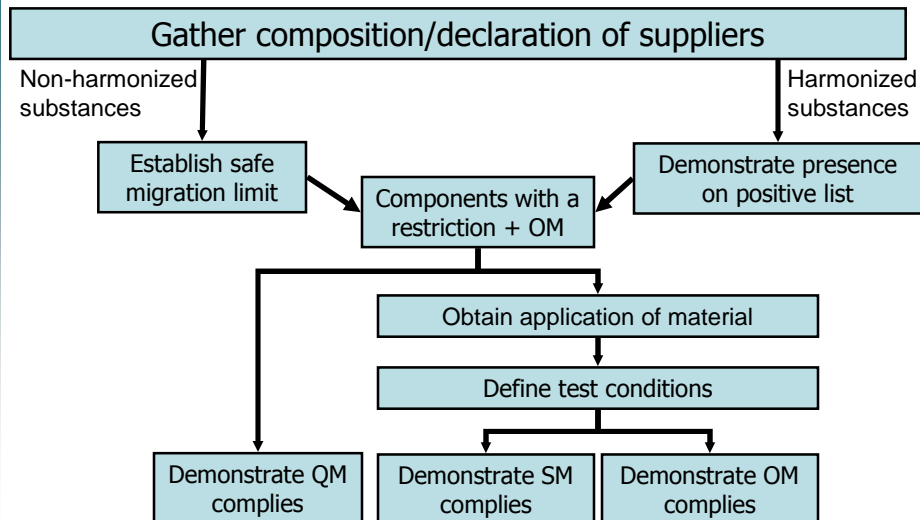 Gather composition/declaration of suppliers
Non-harmonized
substances
Harmonized
substances
Establish safe
migration limit
Components with a
restriction + OM
Demonstrate presence
on positive list
Obtain application of material
Define test conditions
Demonstrate QM
complies
Demonstrate SM
complies
Demonstrate OM
complies